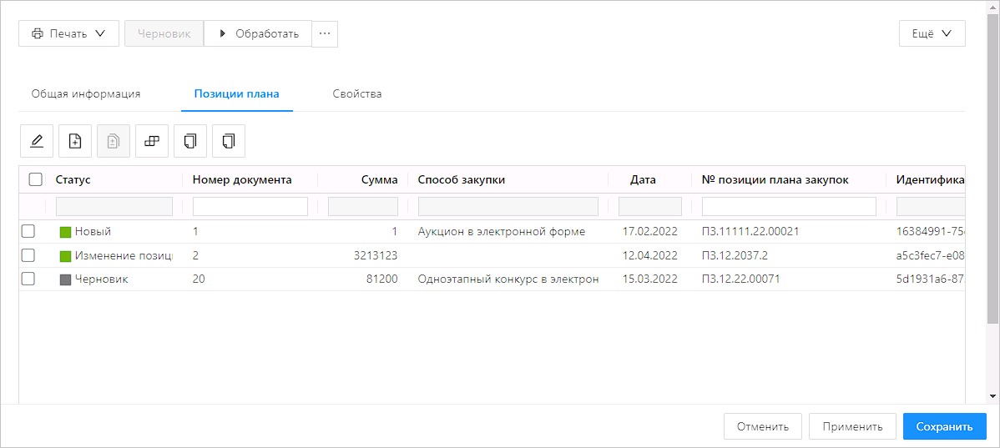 Печать Черновик Обработать ... Ещё
Общая информация Позиции плана Свойства
Статус Номер документа Сумма Способ закупки Дата № позиции плана закупок Идентифика
Новый 1 1 Аукцион в электронной форме 17.02.2022 ПЗ.11111.22.00021 16384991-75
Изменение позиц 2 3213123 12.04.2022 ПЗ.12.2037.2 a5c3fec7-e08
Черновик 20 81200 Одноэтапный конкурс в электрон 15.03.2022 ПЗ.12.22.00071 5d1931a6-87
Отменить Применить Сохранить